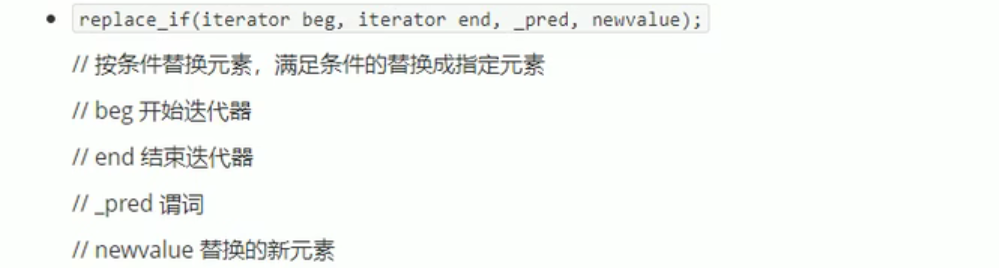 replace_if(iterator beg, iterator end, _pred, newvalue);
// 按条件替换元素，满足条件的替换成指定元素
// beg 开始迭代器
// end 结束迭代器
// _pred 谓词
// newvalue 替换的新元素